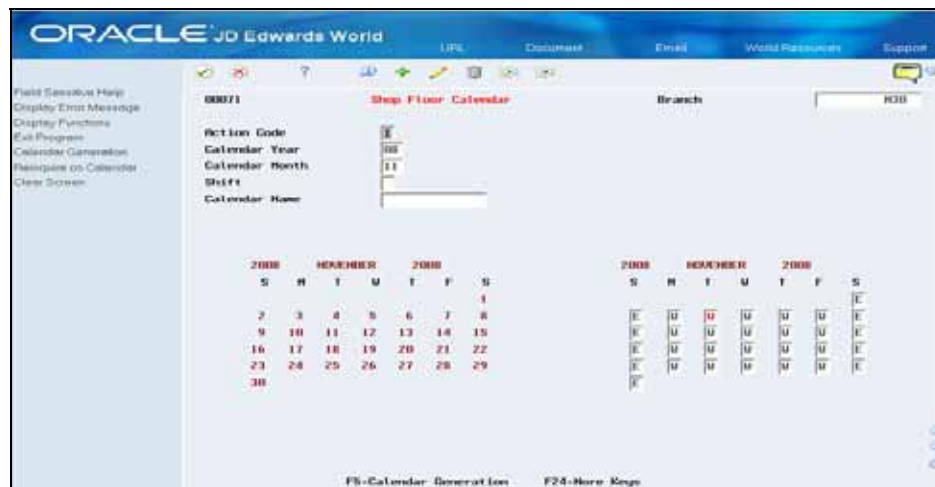 ORACLE JD Edwards World
URL Document Email World Resources Support
?
Field Sensitive Help
Display Error Message
Display Functions
Exit Program
Calendar Generation
Reinquire on Calendar
Clear Screen
00071 Shop Floor Calendar Branch M30
Action Code I
Calendar Year 08
Calendar Month 11
Shift
Calendar Name
2008 NOVEMBER 2008
S M T W T F S
1
2 3 4 5 6 7 8
9 10 11 12 13 14 15
16 17 18 19 20 21 22
23 24 25 26 27 28 29
30
2008 NOVEMBER 2008
S M T W T F S
E
E W W W W W E
E W W W W W E
E W W W W W E
E W W W W W E
E
F5-Calendar Generation F24-More Keys